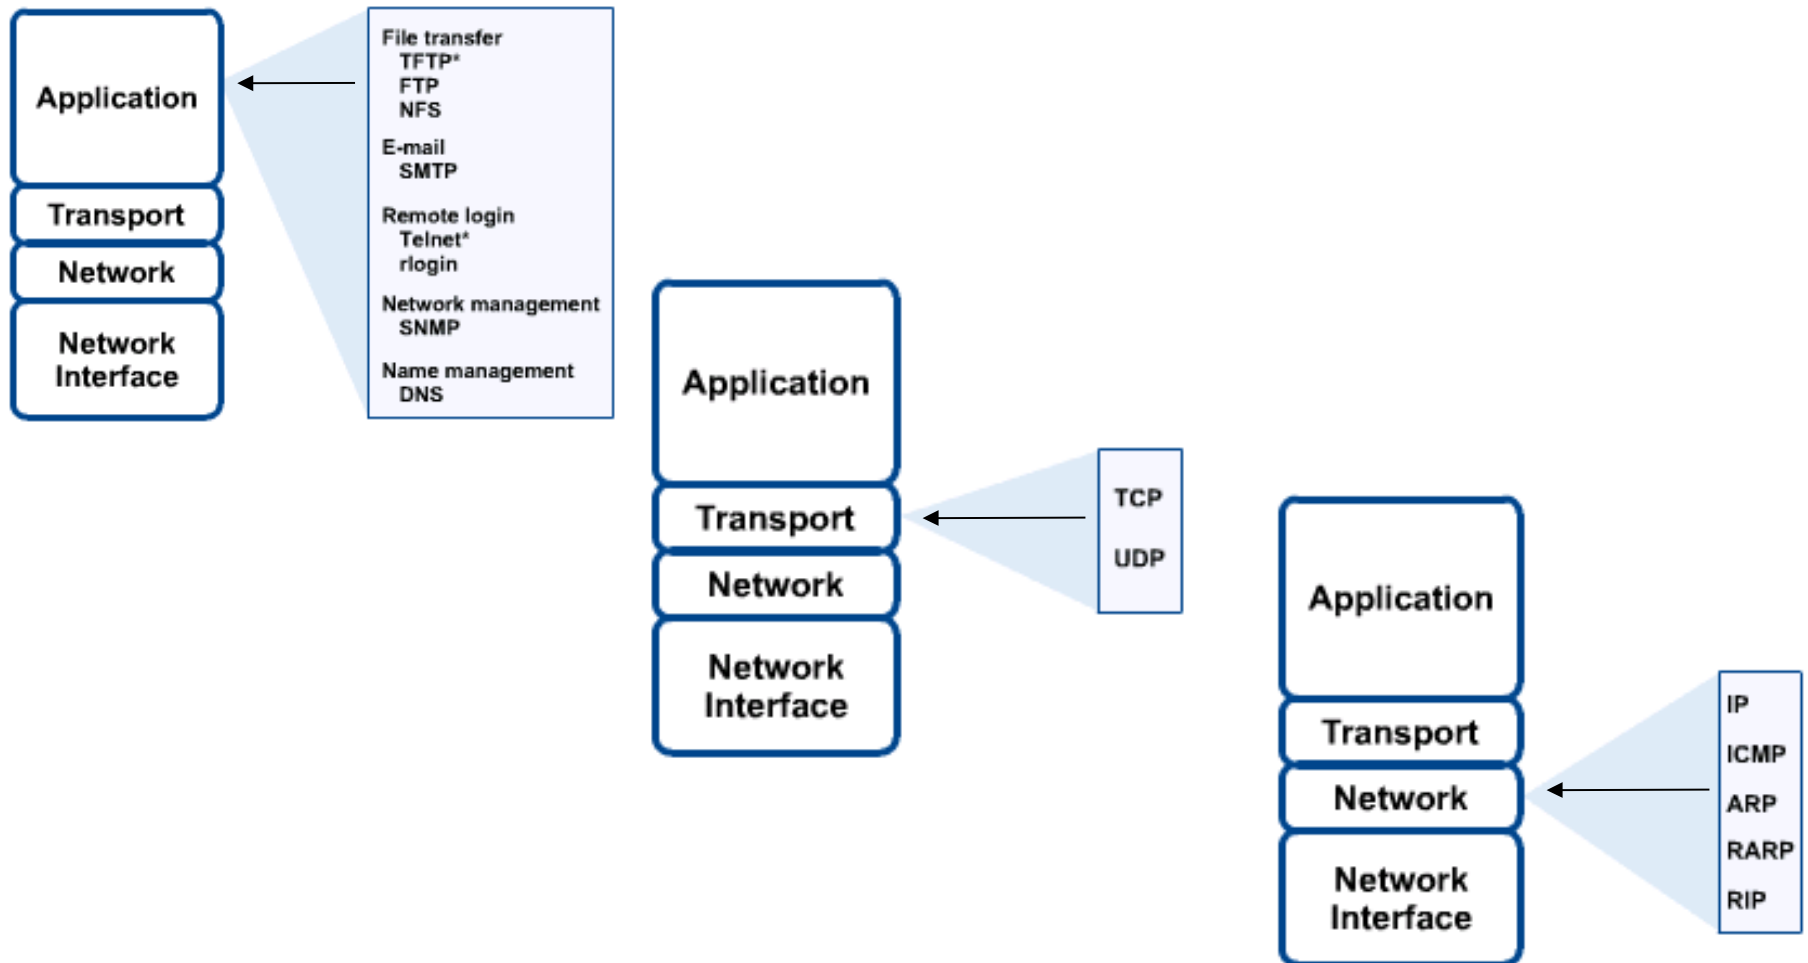 Application
Transport
Network
Network
Interface
File transfer
TFTP*
FTP
NFS
E-mail
SMTP
Remote login
Telnet*
rlogin
Network management
SNMP
Name management
DNS
Application
Transport
Network
Network
Interface
TCP
UDP
Application
Transport
Network
Network
Interface
IP
ICMP
ARP
RARP
RIP